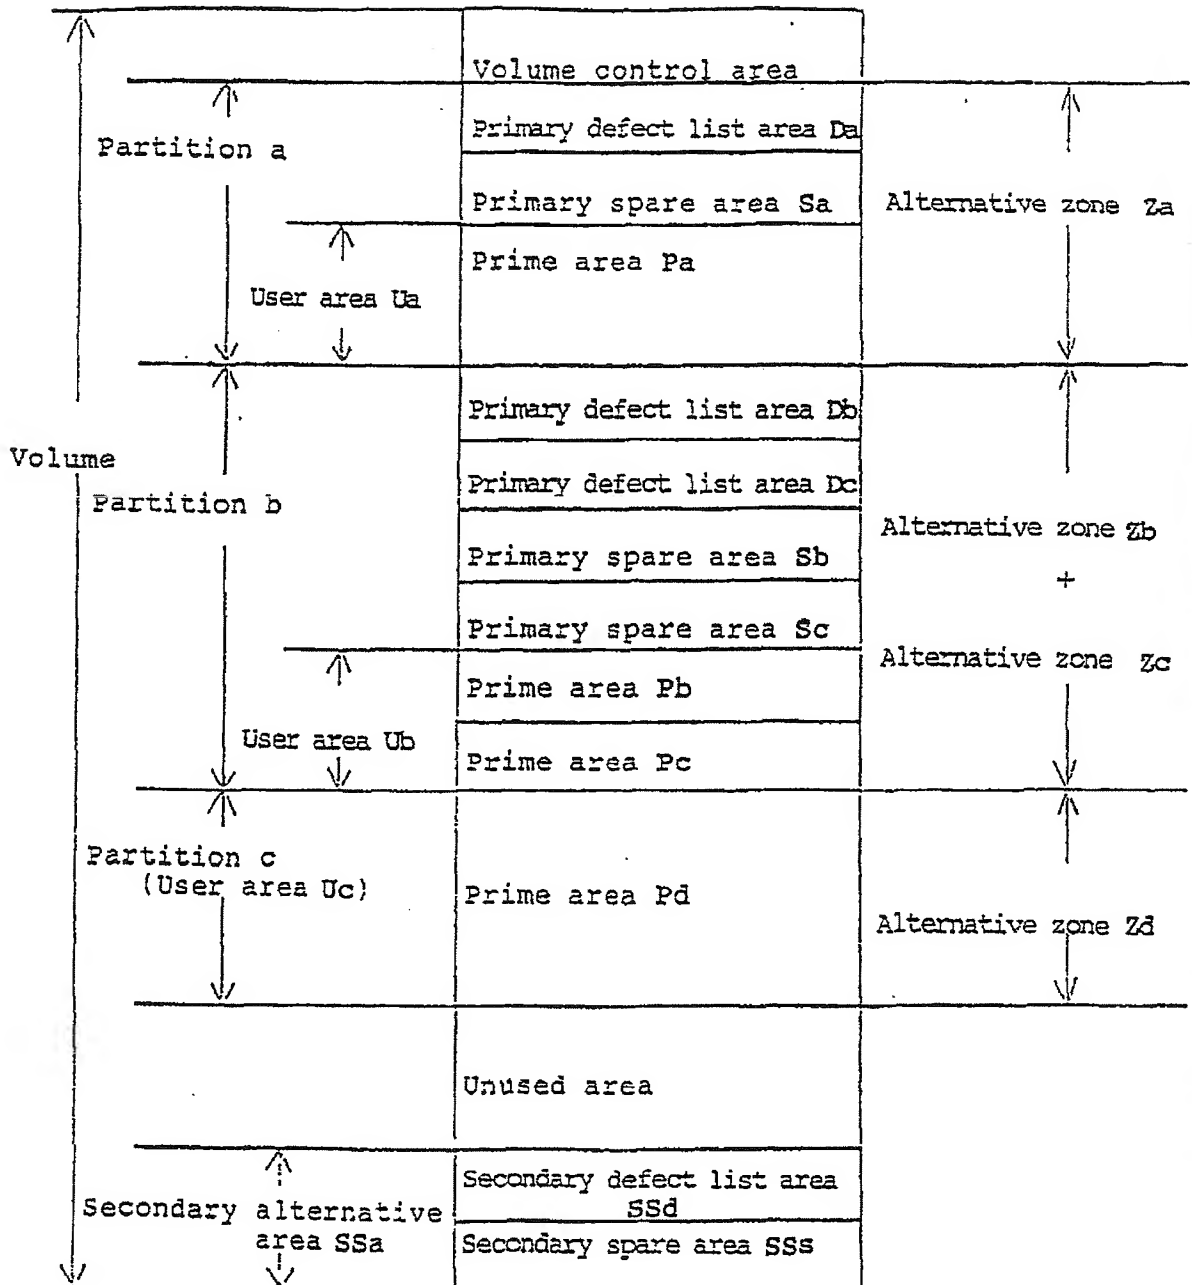 Volume control area
Primary defect list area Da
Partition a
Primary spare area Sa
Alternative zone Za
Prime area Pa
User area Ua
Primary defect list area Db
Volume
Primary defect list area Dc
Partition b
Alternative zone Zb
Primary spare area Sb
+
Primary spare area Sc
Alternative zone Zc
Prime area Pb
User area Ub
Prime area Pc
Partition c
(User area Uc)
Prime area Pd
Alternative zone Zd
Unused area
Secondary defect list area
SSd
Secondary alternative
area SSa
Secondary spare area SSs